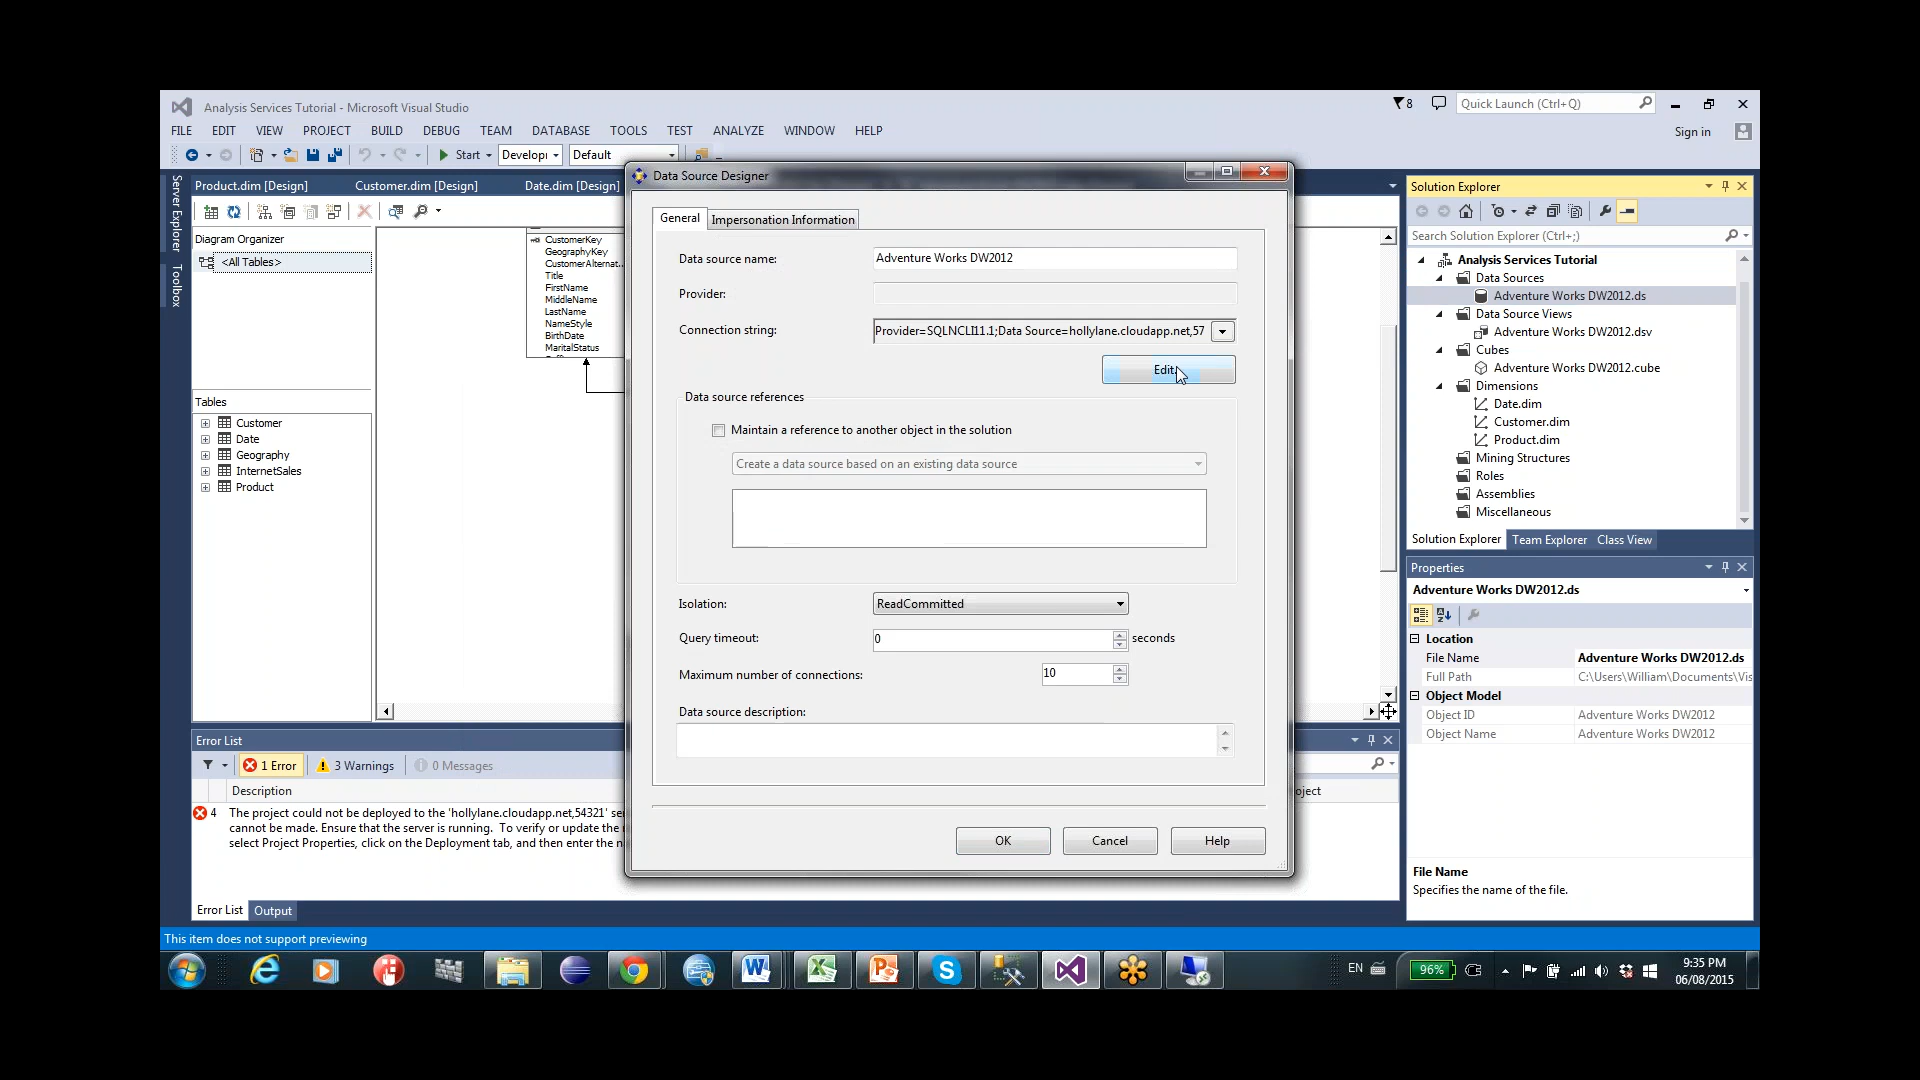 Analysis Services Tutorial - Microsoft Visual Studio
8
Quick Launch (Ctrl+Q)
FILE EDIT VIEW PROJECT BUILD DEBUG TEAM DATABASE TOOLS TEST ANALYZE WINDOW HELP
Sign in
Start
Default
Server Explorer
Toolbox
Product.dim [Design]
Customer.dim [Design]
Date.dim [Design]
Diagram Organizer
<All Tables>
Tables
Customer
Date
Geography
InternetSales
Product
CustomerKey
GeographyKey
CustomerAlternat...
Title
FirstName
MiddleName
LastName
NameStyle
BirthDate
MaritalStatus
Data Source Designer
General
Impersonation Information
Data source name:
Adventure Works DW2012
Provider:
Connection string:
Provider=SQLNCLI11.1;Data Source=hollylane.cloudapp.net,57
Edit
Data source references
Maintain a reference to another object in the solution
Create a data source based on an existing data source
Isolation:
ReadCommitted
Query timeout:
0
seconds
Maximum number of connections:
10
Data source description:
OK
Cancel
Help
Solution Explorer
Search Solution Explorer (Ctrl+;)
Analysis Services Tutorial
Data Sources
Adventure Works DW2012.ds
Data Source Views
Adventure Works DW2012.dsv
Cubes
Adventure Works DW2012.cube
Dimensions
Date.dim
Customer.dim
Product.dim
Mining Structures
Roles
Assemblies
Miscellaneous
Solution Explorer
Team Explorer
Class View
Properties
Adventure Works DW2012.ds
Location
File Name
Adventure Works DW2012.ds
Full Path
C:\Users\William\Documents\Vis
Object Model
Object ID
Adventure Works DW2012
Object Name
Adventure Works DW2012
File Name
Specifies the name of the file.
Error List
1 Error
3 Warnings
0 Messages
Description
4
The project could not be deployed to the 'hollylane.cloudapp.net,54321'
cannot be made. Ensure that the server is running. To verify or update the
select Project Properties, click on the Deployment tab, and then enter the
Error List
Output
This item does not support previewing
EN
96%
9:35 PM
06/08/2015